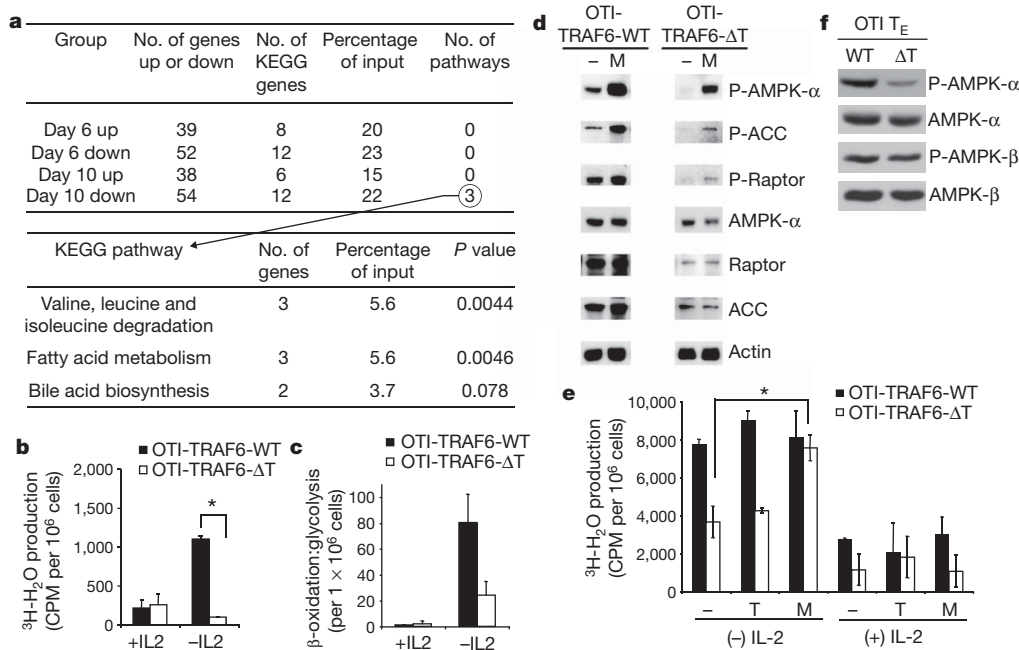 a
Group No. of genes up or down No. of KEGG genes Percentage of input No. of pathways
Day 6 up 39 8 20 0
Day 6 down 52 12 23 0
Day 10 up 38 6 15 0
Day 10 down 54 12 22 3
KEGG pathway No. of genes Percentage of input P value
Valine, leucine and isoleucine degradation 3 5.6 0.0044
Fatty acid metabolism 3 5.6 0.0046
Bile acid biosynthesis 2 3.7 0.078
b
OTI-TRAF6-WT
OTI-TRAF6-ΔT
³H-H₂O production
(CPM per 10⁶ cells)
2,000
1,500
1,000
500
0
*
+IL2 –IL2
c
OTI-TRAF6-WT
OTI-TRAF6-ΔT
β-oxidation:glycolysis
(per 1 × 10⁶ cells)
100
80
60
40
20
0
+IL2 –IL2
d
OTI-TRAF6-WT OTI-TRAF6-ΔT
– M – M
P-AMPK-α
P-ACC
P-Raptor
AMPK-α
Raptor
ACC
Actin
e
OTI-TRAF6-WT
OTI-TRAF6-ΔT
³H-H₂O production
(CPM per 10⁶ cells)
10,000
8,000
6,000
4,000
2,000
0
*
– T M – T M
(–) IL-2 (+) IL-2
f
OTI TE
WT ΔT
P-AMPK-α
AMPK-α
P-AMPK-β
AMPK-β